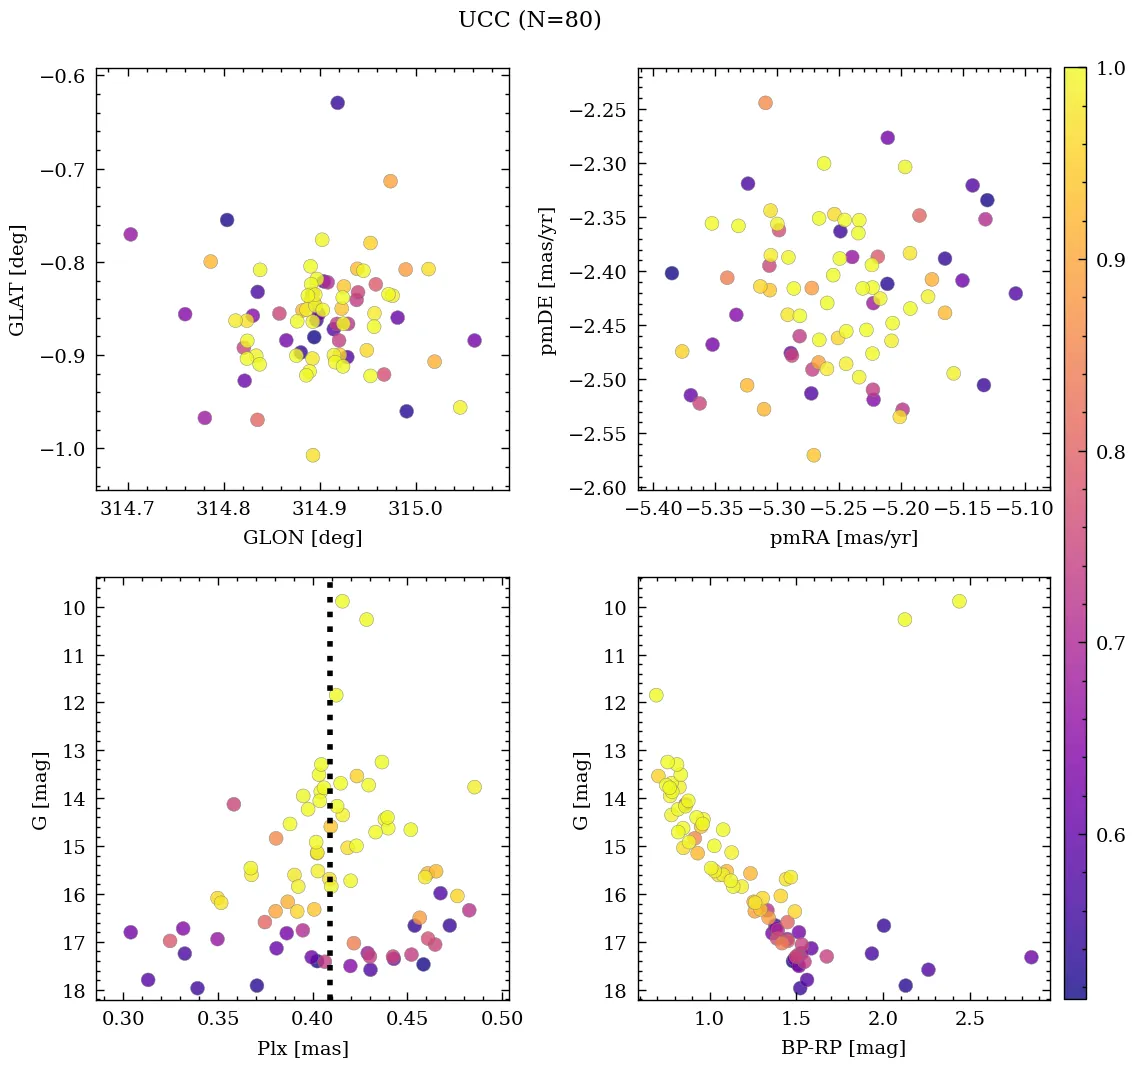 UCC (N=80)
−0.6
−0.7
−0.8
−0.9
−1.0
GLAT [deg]
314.7 314.8 314.9 315.0
GLON [deg]
−2.25
−2.30
−2.35
−2.40
−2.45
−2.50
−2.55
−2.60
pmDE [mas/yr]
−5.40 −5.35 −5.30 −5.25 −5.20 −5.15 −5.10
pmRA [mas/yr]
1.0
0.9
0.8
0.7
0.6
10
11
12
13
14
15
16
17
18
G [mag]
0.30 0.35 0.40 0.45 0.50
Plx [mas]
10
11
12
13
14
15
16
17
18
G [mag]
1.0 1.5 2.0 2.5
BP-RP [mag]